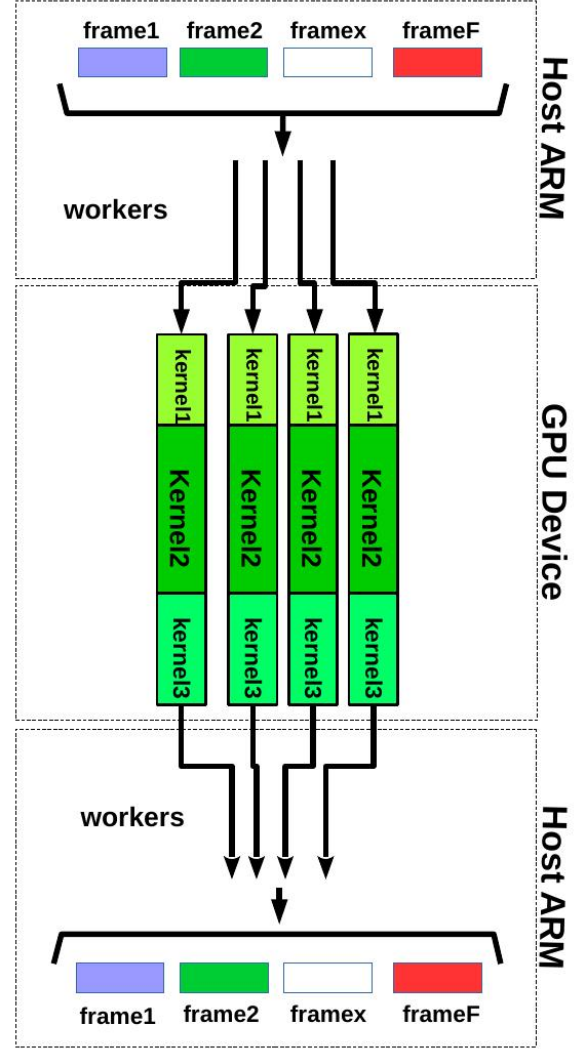 frame1 frame2 framex frameF
Host ARM
workers
kernel1 kernel1 kernel1 kernel1
Kernel2 Kernel2 Kernel2 Kernel2
kernel3 kernel3 kernel3 kernel3
GPU Device
workers
Host ARM
frame1 frame2 framex frameF